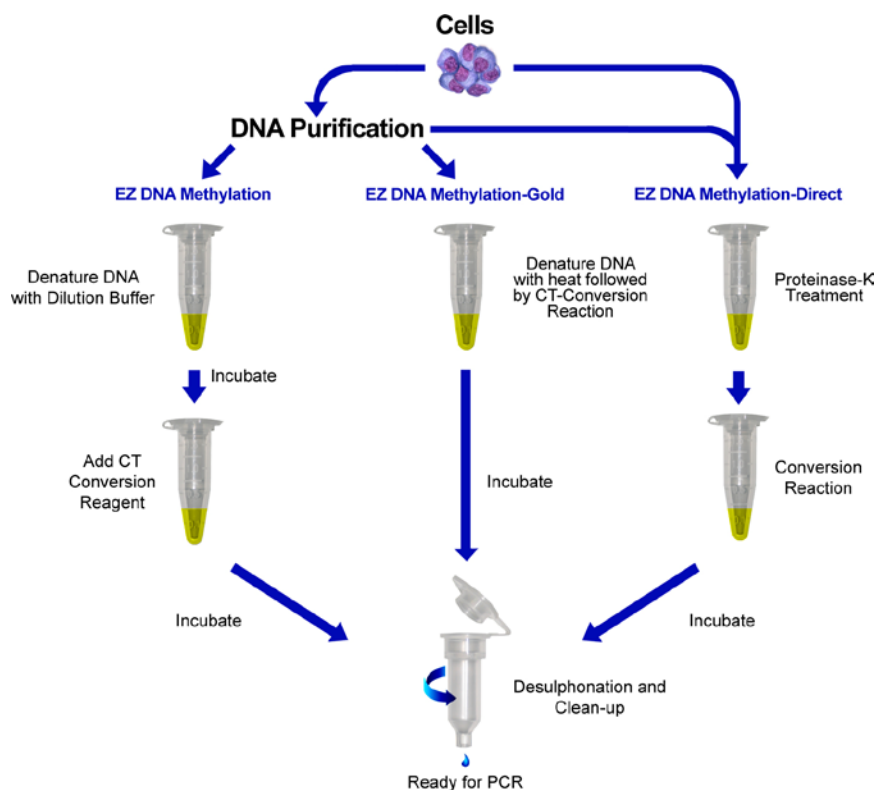 Cells
DNA Purification
EZ DNA Methylation
EZ DNA Methylation-Gold
EZ DNA Methylation-Direct
Denature DNA
with Dilution Buffer
Denature DNA
with heat followed
by CT-Conversion
Reaction
Proteinase-K
Treatment
Incubate
Add CT
Conversion
Reagent
Incubate
Conversion
Reaction
Incubate
Incubate
Desulphonation and
Clean-up
Ready for PCR